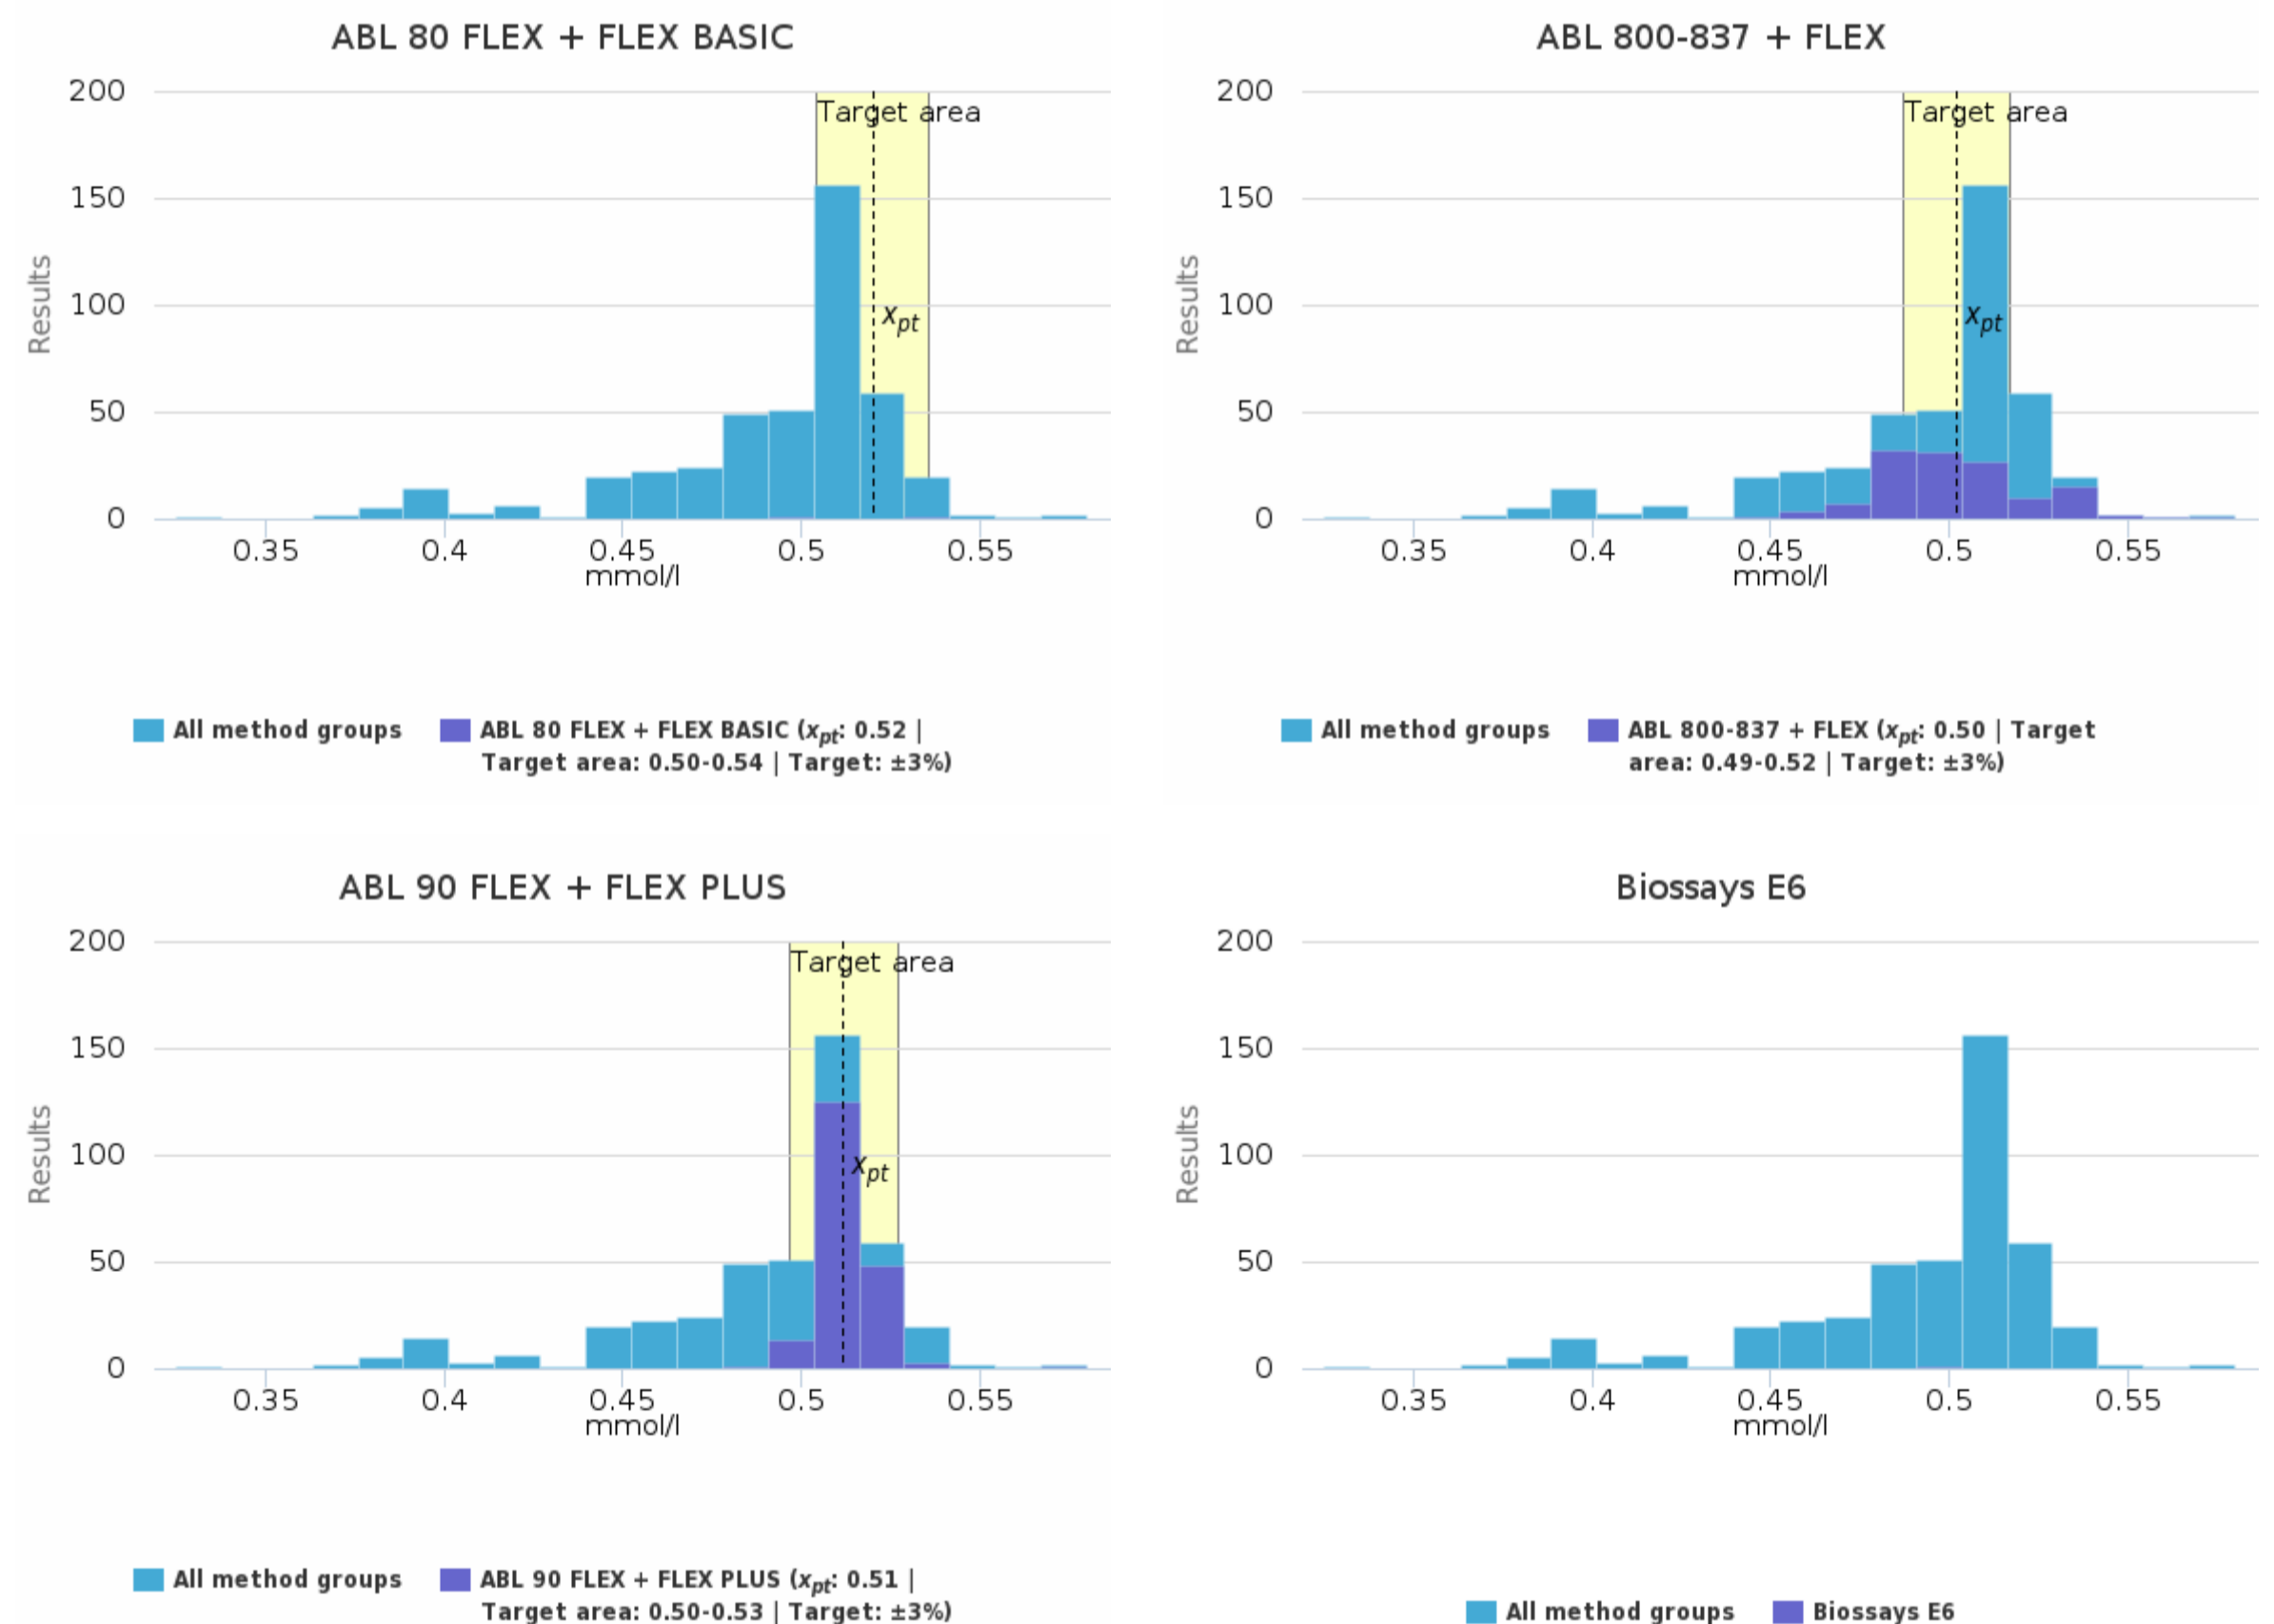 ABL 80 FLEX + FLEX BASIC
200
150
100
50
0
Results
Target area
xpt
0.35 0.4 0.45 0.5 0.55
mmol/l
All method groups
ABL 80 FLEX + FLEX BASIC (xpt: 0.52 |
Target area: 0.50-0.54 | Target: ±3%)
ABL 800-837 + FLEX
200
150
100
50
0
Results
Target area
xpt
0.35 0.4 0.45 0.5 0.55
mmol/l
All method groups
ABL 800-837 + FLEX (xpt: 0.50 | Target
area: 0.49-0.52 | Target: ±3%)
ABL 90 FLEX + FLEX PLUS
200
150
100
50
0
Results
Target area
xpt
0.35 0.4 0.45 0.5 0.55
mmol/l
All method groups
ABL 90 FLEX + FLEX PLUS (xpt: 0.51 |
Target area: 0.50-0.53 | Target: ±3%)
Biossays E6
200
150
100
50
0
Results
0.35 0.4 0.45 0.5 0.55
mmol/l
All method groups
Biossays E6